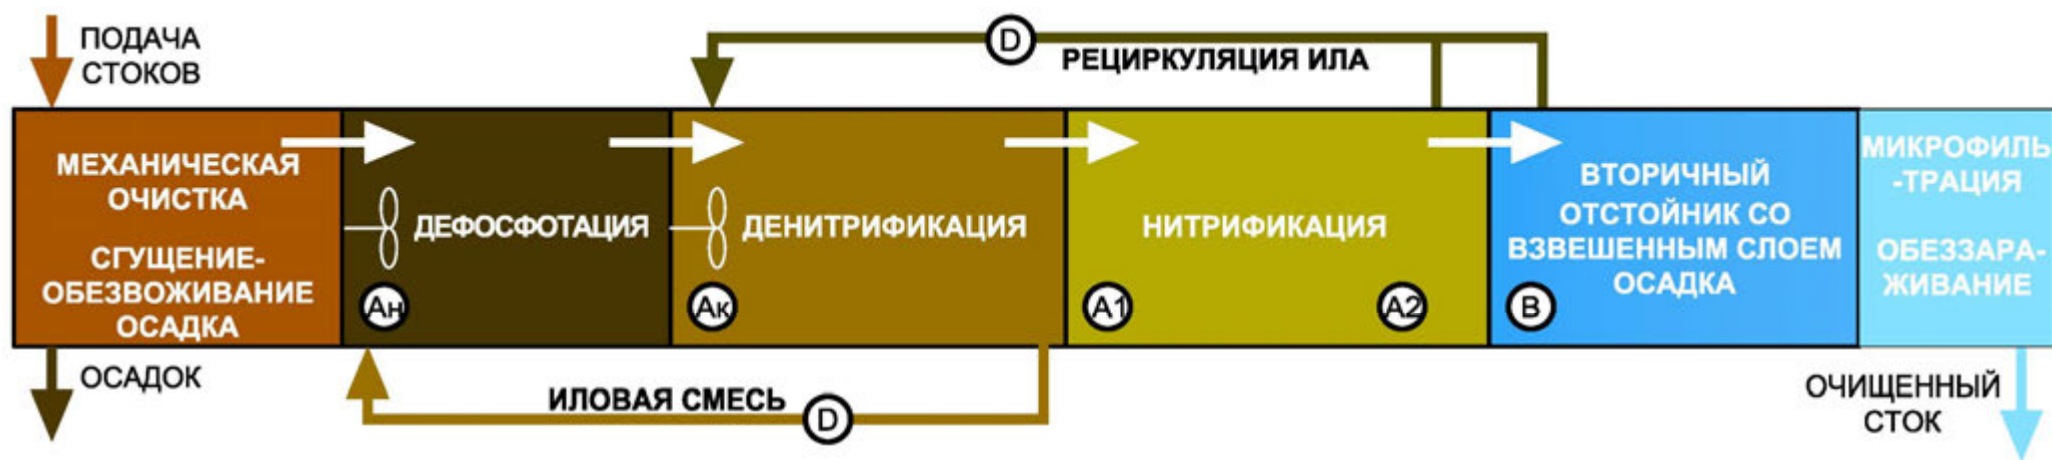 ПОДАЧА
СТОКОВ
D
РЕЦИРКУЛЯЦИЯ ИЛА
МЕХАНИЧЕСКАЯ
ОЧИСТКА
СГУЩЕНИЕ-
ОБЕЗВОЖИВАНИЕ
ОСАДКА
ДЕФОСФОТАЦИЯ
Ан
ДЕНИТРИФИКАЦИЯ
Ак
НИТРИФИКАЦИЯ
А1
А2
ВТОРИЧНЫЙ
ОТСТОЙНИК СО
ВЗВЕШЕННЫМ СЛОЕМ
ОСАДКА
В
МИКРОФИЛЬ
-ТРАЦИЯ
ОБЕЗЗАРА-
ЖИВАНИЕ
ОСАДОК
ИЛОВАЯ СМЕСЬ
D
ОЧИЩЕННЫЙ
СТОК